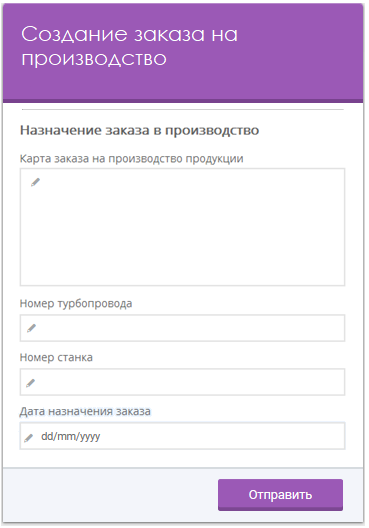 Создание заказа на
производство
Назначение заказа в производство
Карта заказа на производство продукции
Номер турбопровода
Номер станка
Дата назначения заказа
dd/mm/yyyy
Отправить